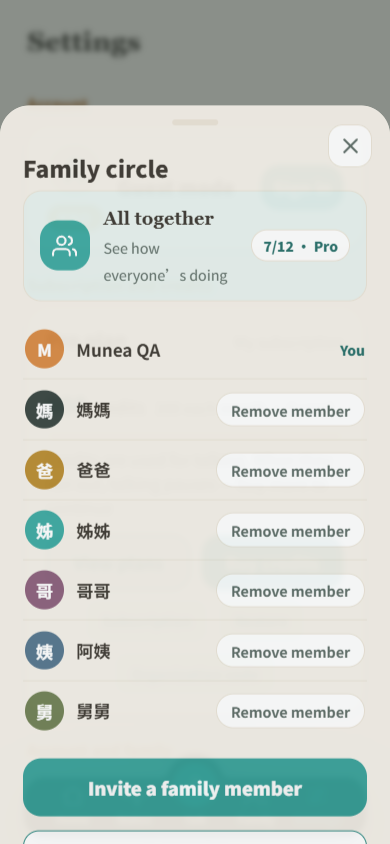 Settings
Family circle
All together
See how
everyone’s doing
7/12 • Pro
M
Munea QA
You
媽
媽媽
Remove member
爸
爸爸
Remove member
姊
姊姊
Remove member
哥
哥哥
Remove member
姨
阿姨
Remove member
舅
舅舅
Remove member
Invite a family member